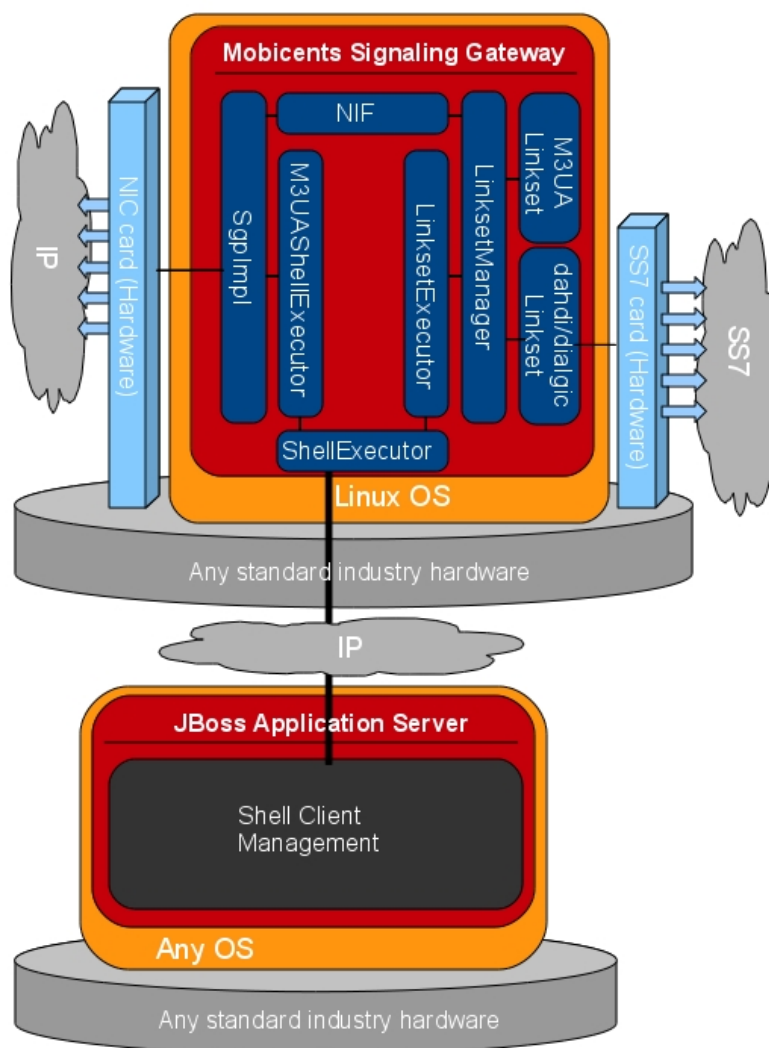 Mobicents Signaling Gateway
NIF
M3UA
Linkset
IP
NIC card (Hardware)
SgpImpl
M3UAShellExecutor
LinksetExecutor
LinksetManager
dahdi/dialgic
Linkset
SS7 card (Hardware)
SS7
ShellExecutor
Linux OS
Any standard industry hardware
IP
JBoss Application Server
Shell Client
Management
Any OS
Any standard industry hardware